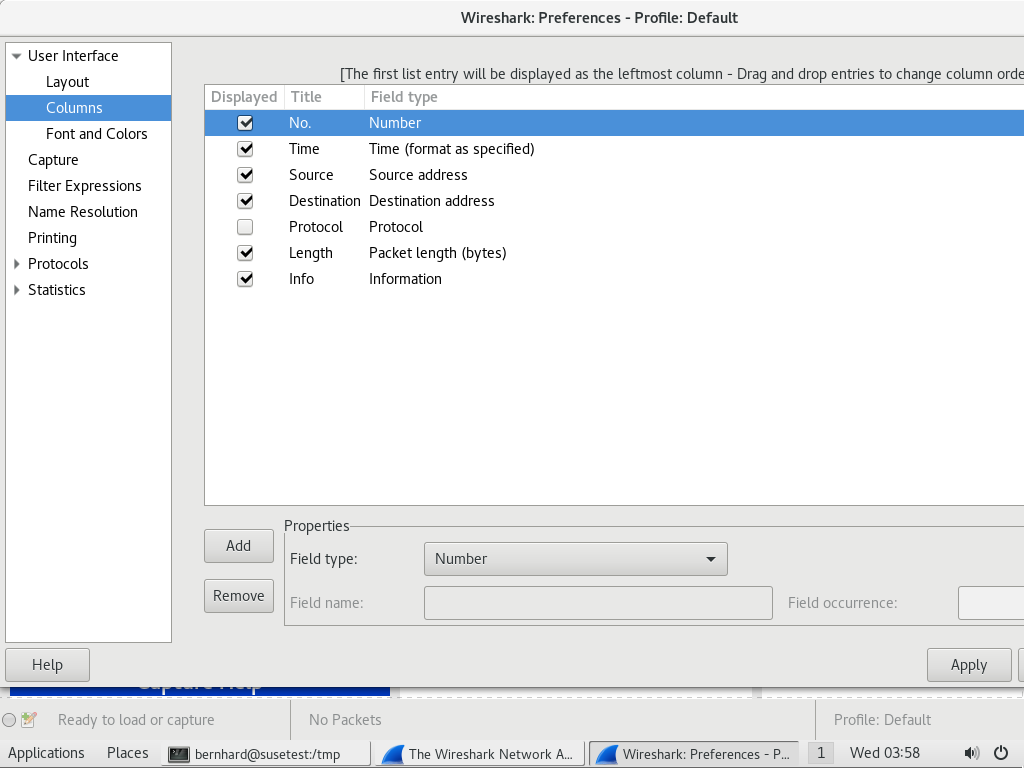 Wireshark: Preferences - Profile: Default
User Interface
Layout
Columns
Font and Colors
Capture
Filter Expressions
Name Resolution
Printing
Protocols
Statistics
[The first list entry will be displayed as the leftmost column - Drag and drop entries to change column orde
Displayed Title Field type
No. Number
Time Time (format as specified)
Source Source address
Destination Destination address
Protocol Protocol
Length Packet length (bytes)
Info Information
Add
Remove
Properties
Field type: Number
Field name: Field occurrence:
Help Apply
Capture Help
Ready to load or capture No Packets Profile: Default
Applications Places bernhard@susetest:/tmp The Wireshark Network A... Wireshark: Preferences - P... 1 Wed 03:58